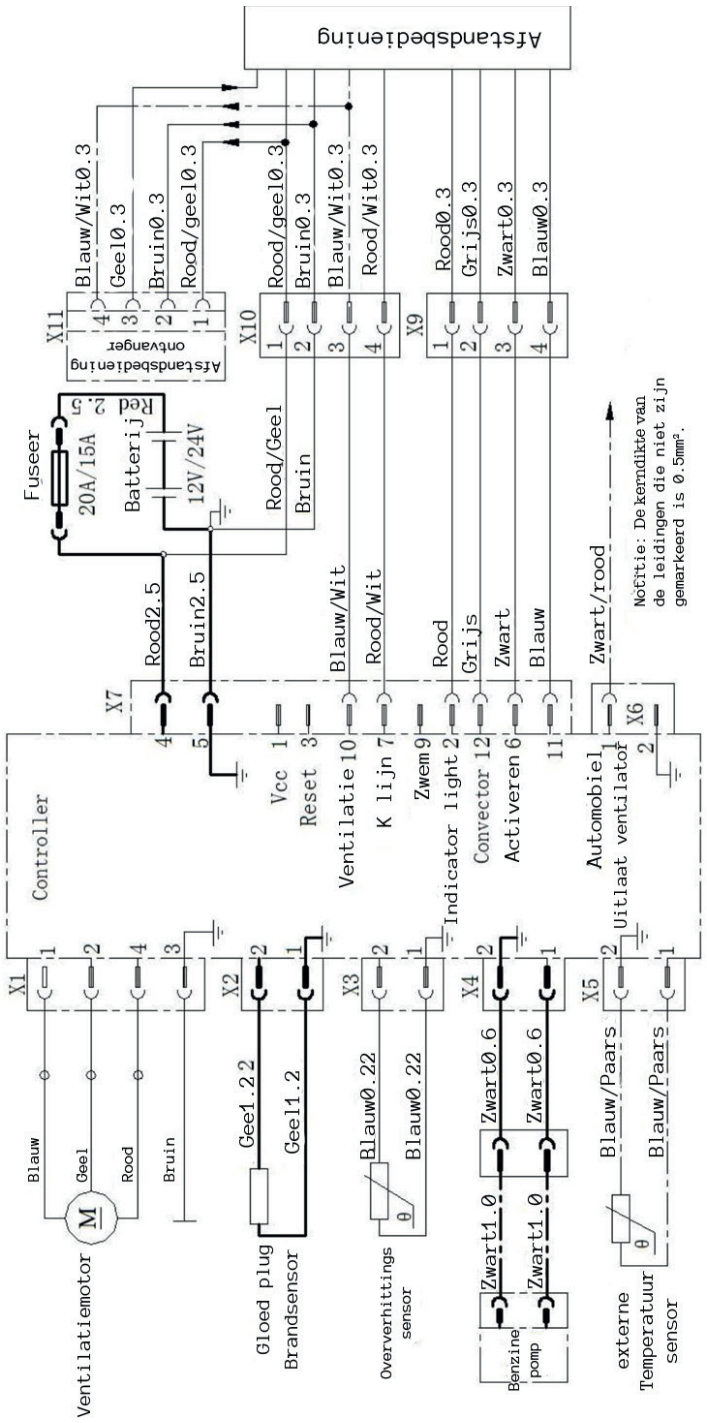 Afstandsbediening
X11
4
3
2
1
Afstandsbediening
ontvanger
Blauw/Wit0.3
Geel0.3
Bruin0.3
Rood/geel0.3
X10
1
2
3
4
Rood/geel0.3
Bruin0.3
Blauw/Wit0.3
Rood/Wit0.3
X9
1
2
3
4
Rood0.3
Grijs0.3
Zwart0.3
Blauw0.3
Fuseer
20A/15A
Red 2.5
Batterij
12V/24V
Rood/Geel
Bruin
Rood2.5
Bruin2.5
Blauw/Wit
Rood/Wit
Rood
Grijs
Zwart
Blauw
Zwart/rood
Notitie: De kerndikte van
de leidingen die niet zijn
gemarkeerd is 0.5mm².
X7
4
5
Vcc 1
Reset 3
Ventilatie 10
K lijn 7
Zwem 9
Indicator light 2
Convector 12
Activeren 6
11
X6
Automobiel 1
Uitlaat ventilator
2
Controller
X1
1
2
4
3
Blauw
Geel
Rood
Bruin
M
Ventilatiemotor
X2
2
1
Gee1.22
Geel1.2
Gloed plug
Brandsensor
X3
2
1
Blauw0.22
Blauw0.22
θ
Oververhittings
sensor
X4
2
1
Zwart0.6
Zwart0.6
Zwart1.0
Zwart1.0
Benzine
pomp
X5
2
1
Blauw/Paars
Blauw/Paars
θ
externe
Temperatuur
sensor